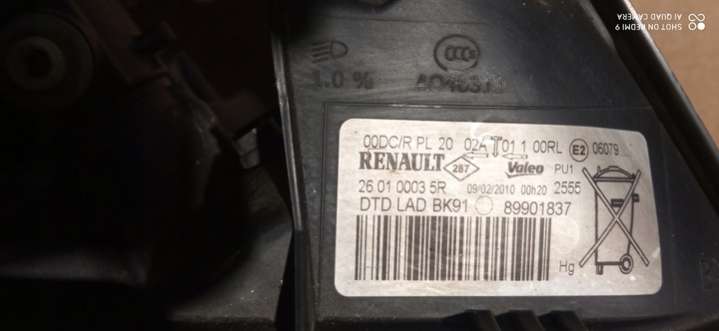 SHOT ON REDMI 9
AI QUAD CAMERA
1.0 %
00DC/R PL 20 02A 01 1 00RL E2 06079
RENAULT 287 Valeo PU1
26.01 0003 5R 09/02/2010 00h20 2555
DTD LAD BK91 89901837
Hg